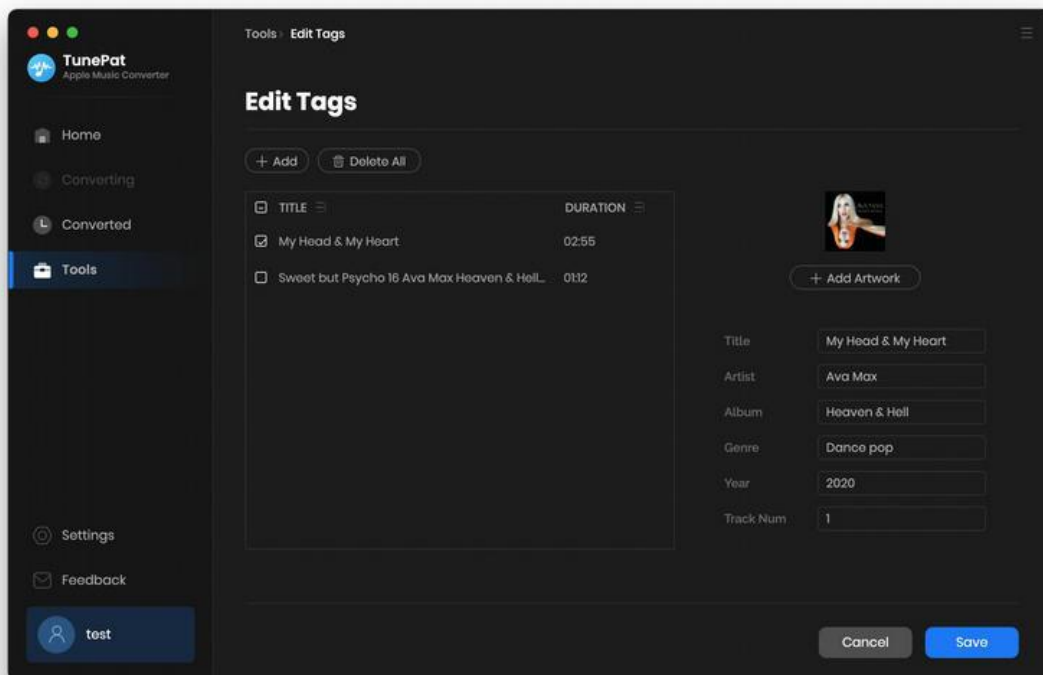 Tools › Edit Tags
TunePat
Apple Music Converter
Home
Converting
Converted
Tools
Settings
Feedback
test
Edit Tags
+ Add
Delete All
TITLE
DURATION
My Head & My Heart
02:55
Sweet but Psycho 16 Ava Max Heaven & Hell...
01:12
+ Add Artwork
Title
My Head & My Heart
Artist
Ava Max
Album
Heaven & Hell
Genre
Dance pop
Year
2020
Track Num
1
Cancel
Save